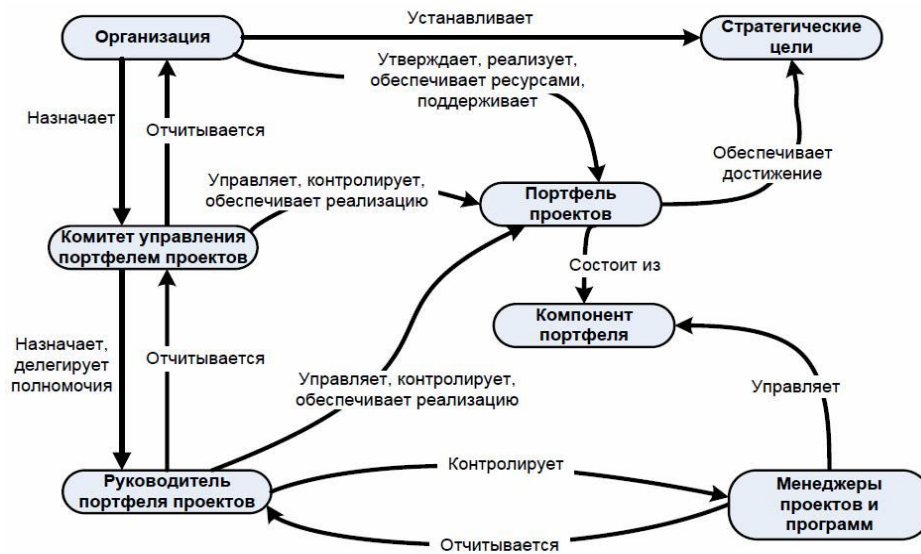 Устанавливает
Организация
Стратегические
цели
Утверждает, реализует,
обеспечивает ресурсами,
поддерживает
Назначает
Отчитывается
Обеспечивает
достижение
Управляет, контролирует,
обеспечивает реализацию
Портфель
проектов
Комитет управления
портфелем проектов
Состоит из
Компонент
портфеля
Назначает,
делегирует
полномочия
Отчитывается
Управляет, контролирует,
обеспечивает реализацию
Управляет
Руководитель
портфеля проектов
Контролирует
Менеджеры
проектов и
программ
Отчитывается